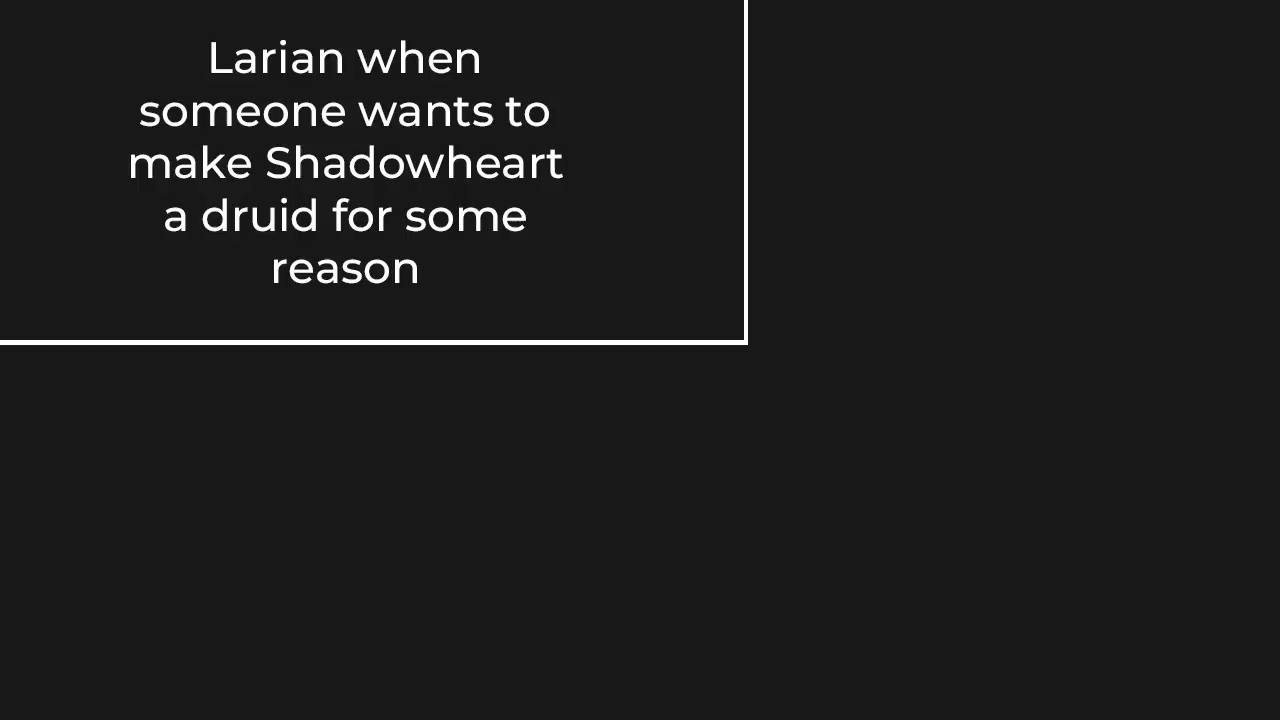 Larian when
someone wants to
make Shadowheart
a druid for some
reason